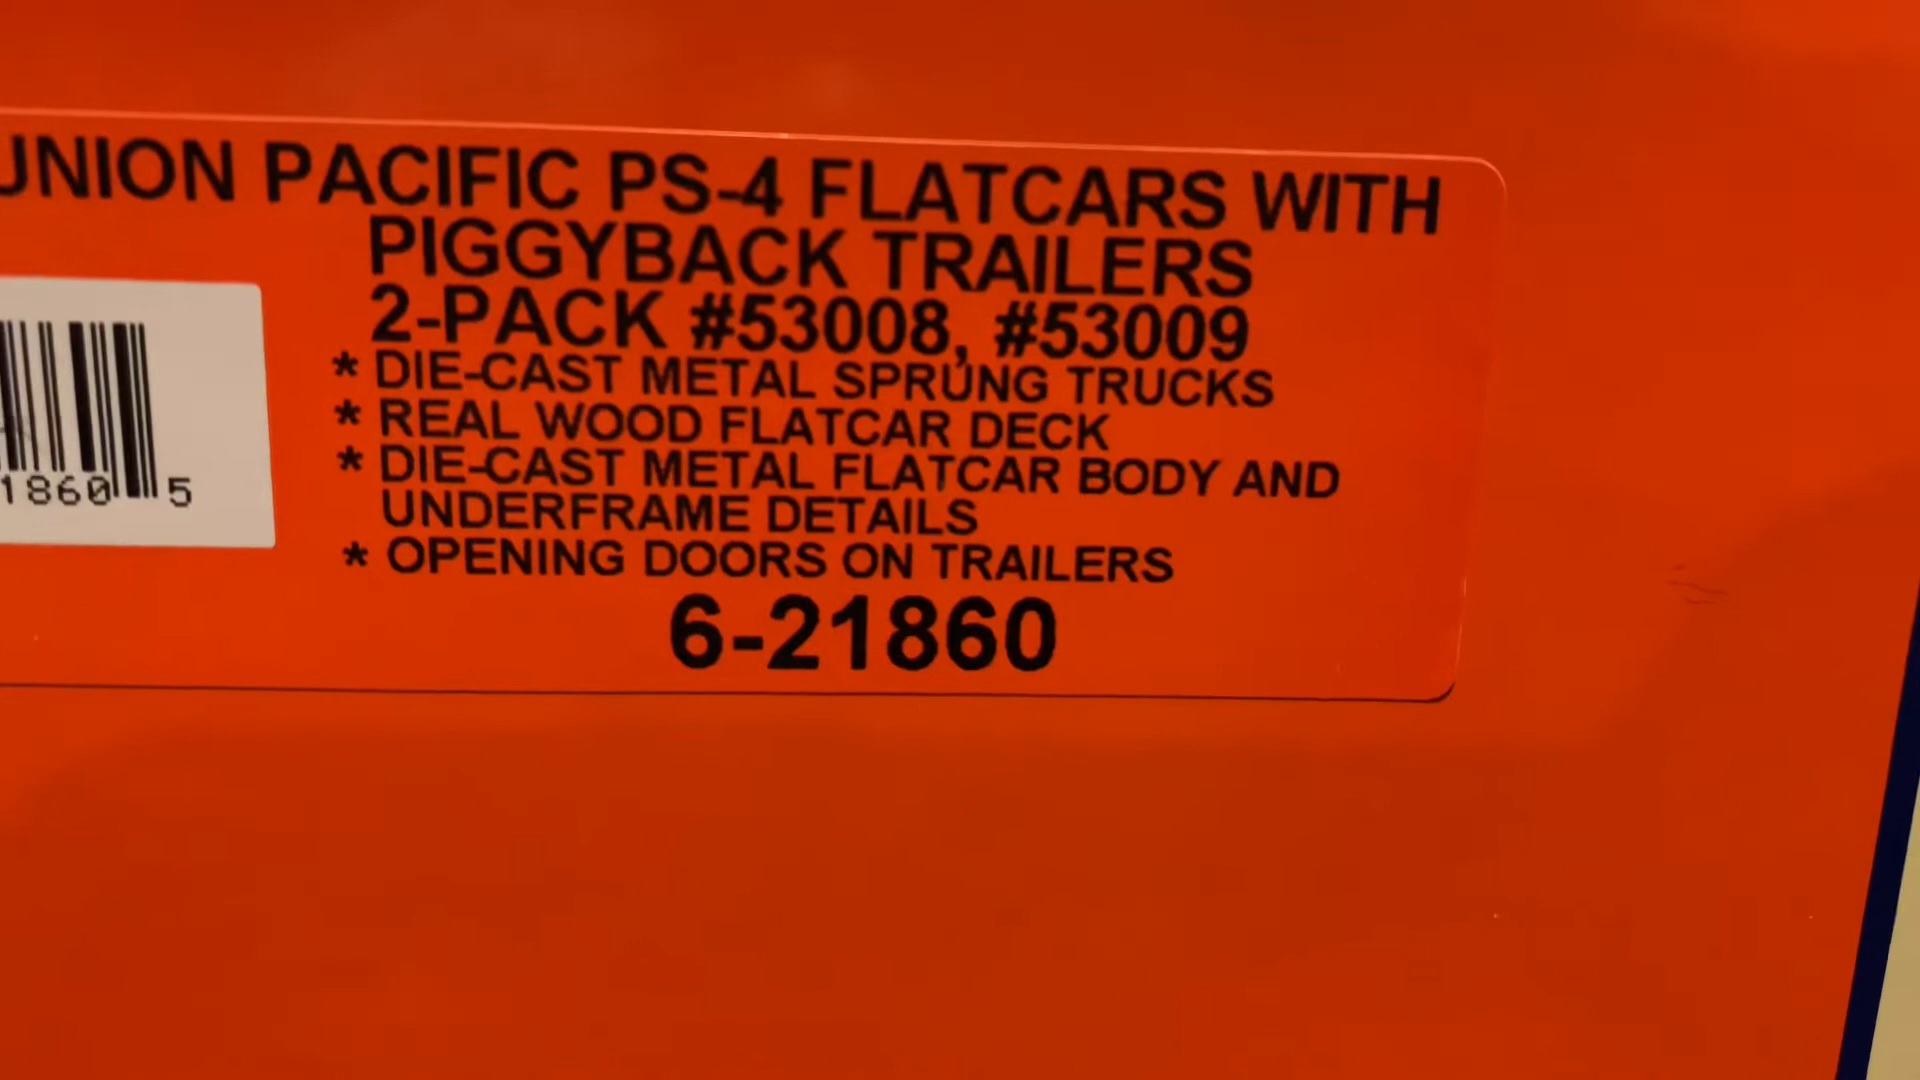 UNION PACIFIC PS-4 FLATCARS WITH
PIGGYBACK TRAILERS
2-PACK #53008, #53009
* DIE-CAST METAL SPRUNG TRUCKS
* REAL WOOD FLATCAR DECK
* DIE-CAST METAL FLATCAR BODY AND
UNDERFRAME DETAILS
* OPENING DOORS ON TRAILERS
6-21860
1860 5